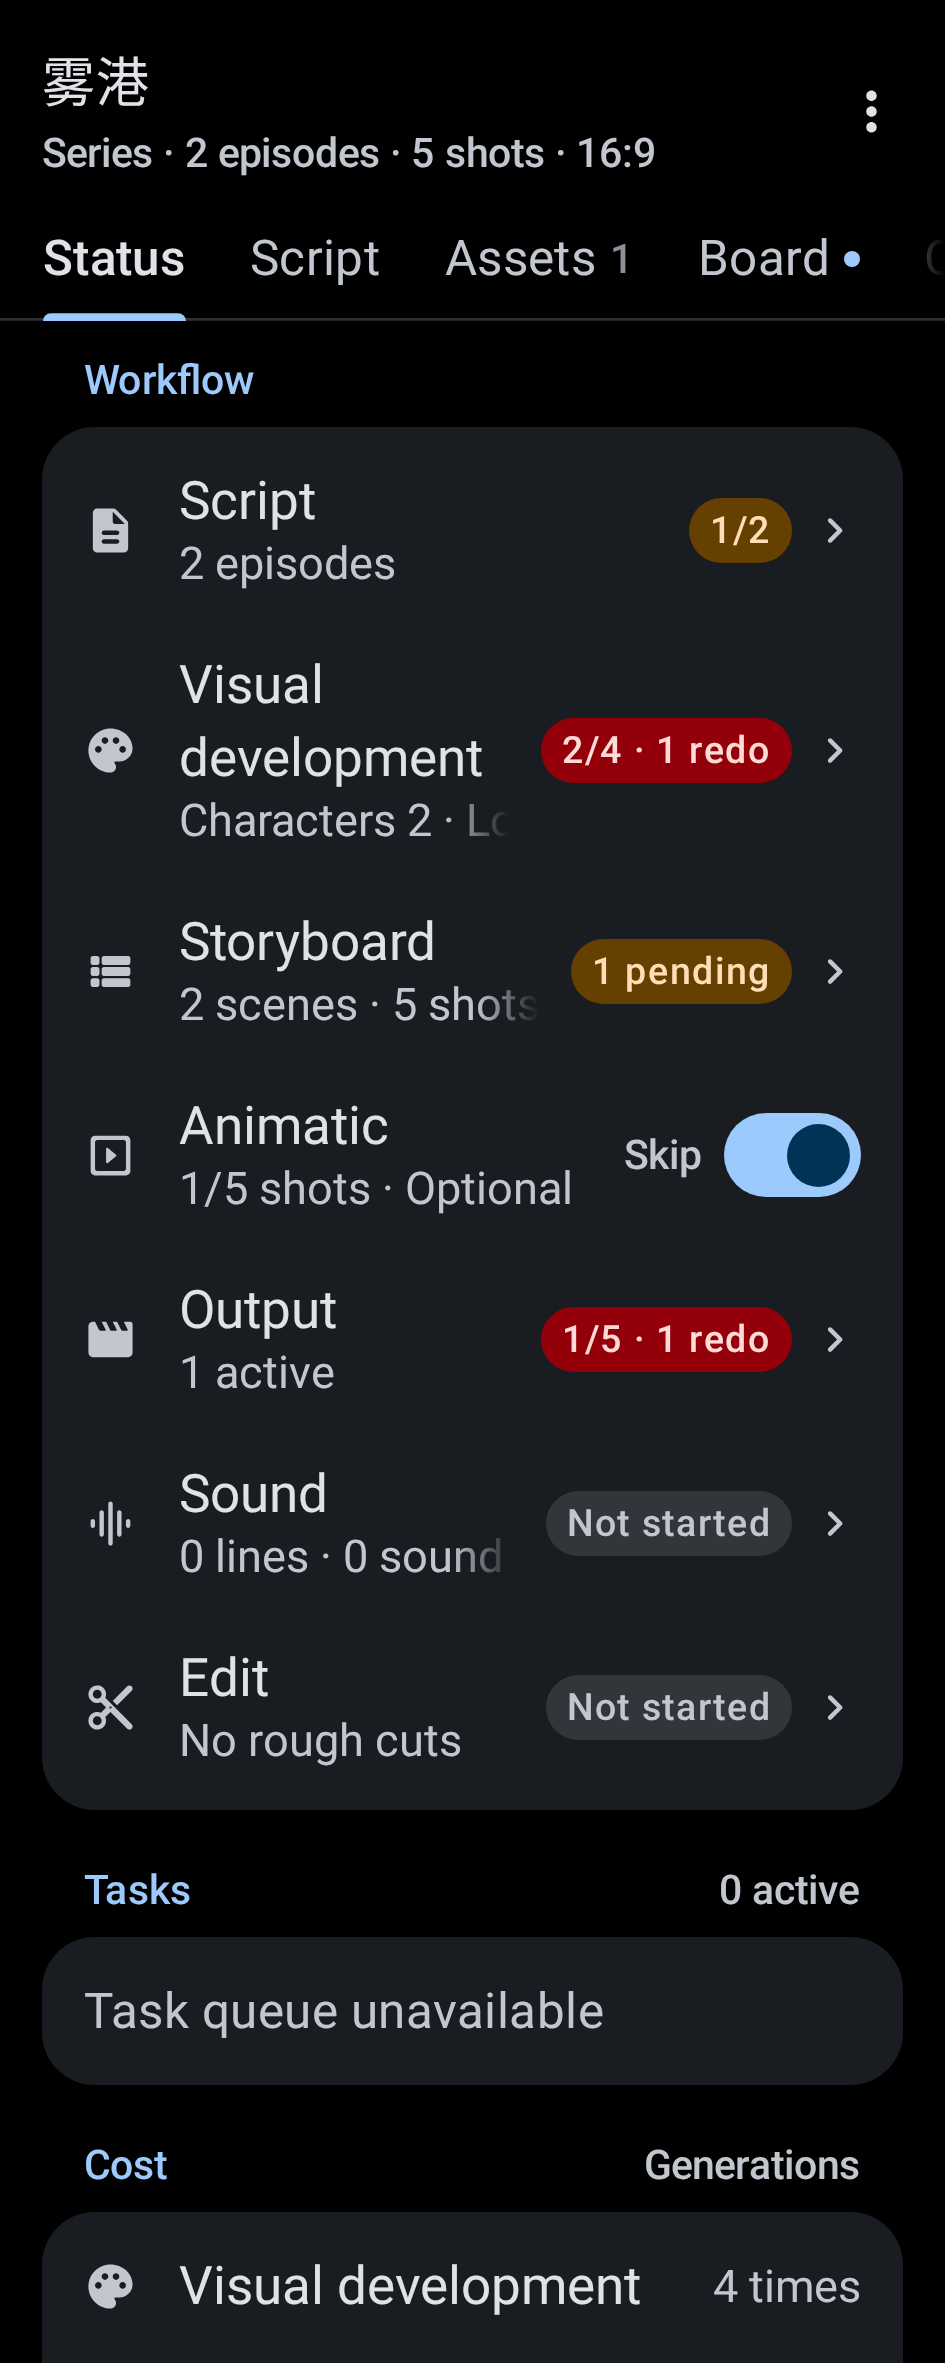 雾港
Series · 2 episodes · 5 shots · 16:9
Status Script Assets 1 Board
Workflow
Script
2 episodes
1/2
Visual
development
Characters 2 ·
2/4 · 1 redo
Storyboard
2 scenes · 5 shots
1 pending
Animatic
1/5 shots · Optional
Skip
Output
1 active
1/5 · 1 redo
Sound
0 lines · 0 sound
Not started
Edit
No rough cuts
Not started
Tasks
0 active
Task queue unavailable
Cost
Generations
Visual development
4 times